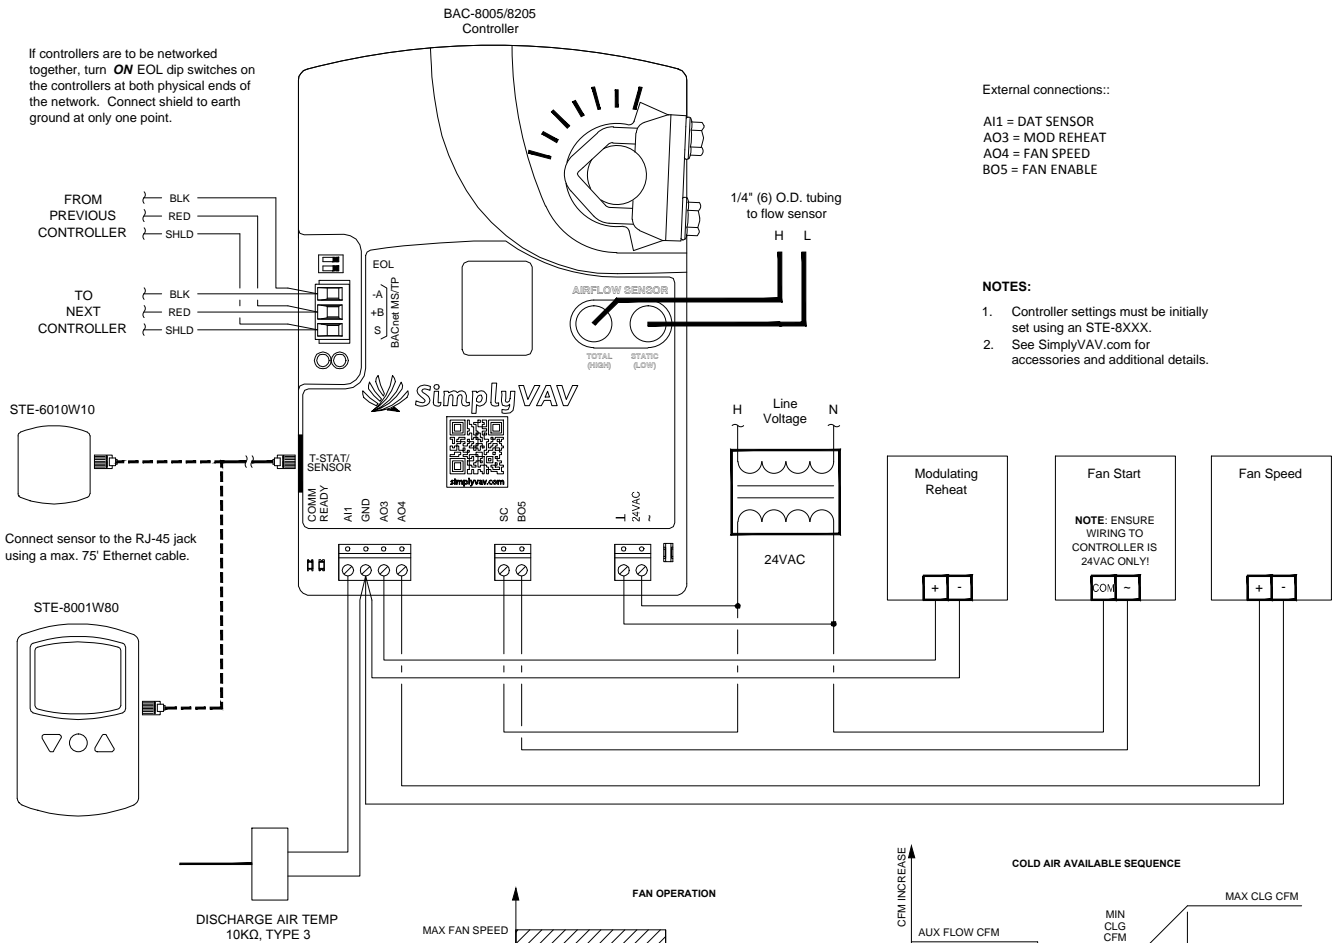 BAC-8005/8205
Controller
If controllers are to be networked
together, turn ON EOL dip switches on
the controllers at both physical ends of
the network. Connect shield to earth
ground at only one point.
External connections::
AI1 = DAT SENSOR
AO3 = MOD REHEAT
AO4 = FAN SPEED
BO5 = FAN ENABLE
FROM
PREVIOUS
CONTROLLER
BLK
RED
SHLD
TO
NEXT
CONTROLLER
BLK
RED
SHLD
EOL
-A
+B
S
BACnet MS/TP
1/4" (6) O.D. tubing
to flow sensor
H L
AIRFLOW SENSOR
TOTAL
(HIGH)
STATIC
(LOW)
NOTES:
1. Controller settings must be initially
set using an STE-8XXX.
2. See SimplyVAV.com for
accessories and additional details.
SimplyVAV
simplyvav.com
STE-6010W10
T-STAT/
SENSOR
COMM
READY
AI1
GND
AO3
AO4
SC
BO5
24VAC
~
H
Line
Voltage
N
24VAC
Modulating
Reheat
+ -
Fan Start
NOTE: ENSURE
WIRING TO
CONTROLLER IS
24VAC ONLY!
COM ~
Fan Speed
+ -
Connect sensor to the RJ-45 jack
using a max. 75' Ethernet cable.
STE-8001W80
DISCHARGE AIR TEMP
10KΩ, TYPE 3
FAN OPERATION
MAX FAN SPEED
COLD AIR AVAILABLE SEQUENCE
CFM INCREASE
AUX FLOW CFM
MIN
CLG
CFM
MAX CLG CFM